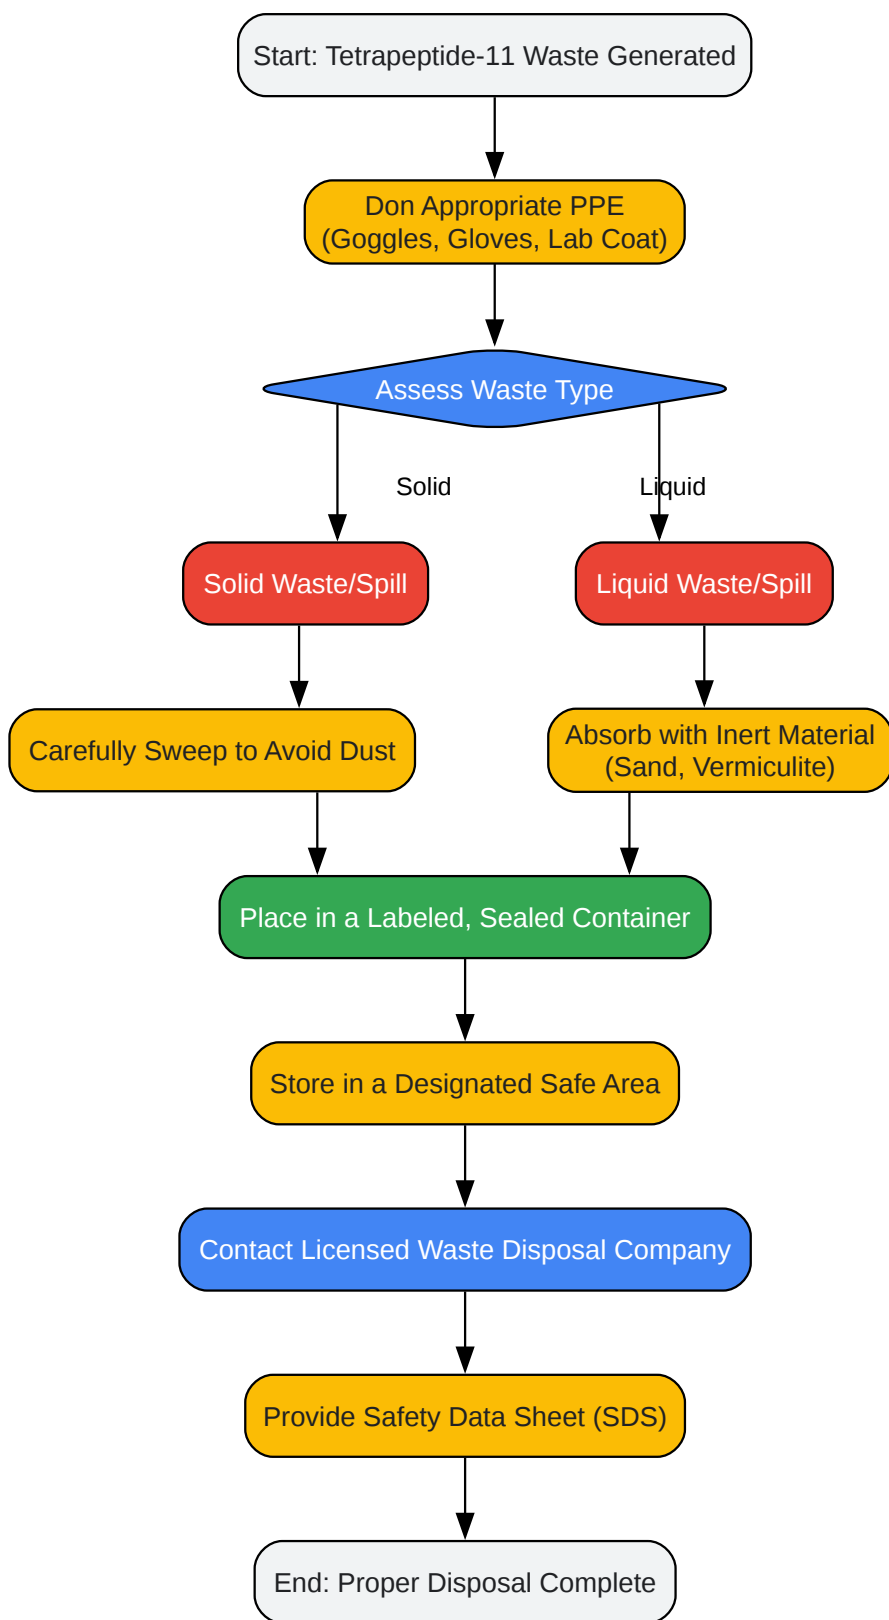 Start: Tetrapeptide-11 Waste Generated
Don Appropriate PPE
(Goggles, Gloves, Lab Coat)
Assess Waste Type
Solid
Liquid
Solid Waste/Spill
Liquid Waste/Spill
Carefully Sweep to Avoid Dust
Absorb with Inert Material
(Sand, Vermiculite)
Place in a Labeled, Sealed Container
Store in a Designated Safe Area
Contact Licensed Waste Disposal Company
Provide Safety Data Sheet (SDS)
End: Proper Disposal Complete